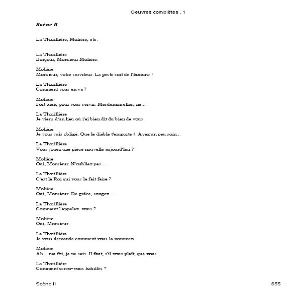 Oeuvres complètes . 1
Scène II
La Thorillière, Molière, etc.
La Thorillière
Bonjour, Monsieur Molière.
Molière
Monsieur, votre serviteur. La peste soit de l'homme !
La Thorillière
Comment vous en va ?
Molière
Fort bien, pour vous servir. Mesdemoiselles, ne...
La Thorillière
Je viens d'un lieu où j'ai bien dit du bien de vous.
Molière
Je vous suis obligé. Que le diable t'emporte ! Ayez un peu soin...
La Thorillière
Vous jouez une pièce nouvelle aujourd'hui ?
Molière
Oui, Monsieur. N'oubliez pas...
La Thorillière
C'est le Roi qui vous la fait faire ?
Molière
Oui, Monsieur. De grâce, songez...
La Thorillière
Comment l'appelez-vous ?
Molière
Oui, Monsieur.
La Thorillière
Je vous demande comment vous la nommez.
Molière
Ah ! ma foi, je ne sais. Il faut, s'il vous plaît, que vous...
La Thorillière
Comment serez-vous habillés ?
Scène II
655